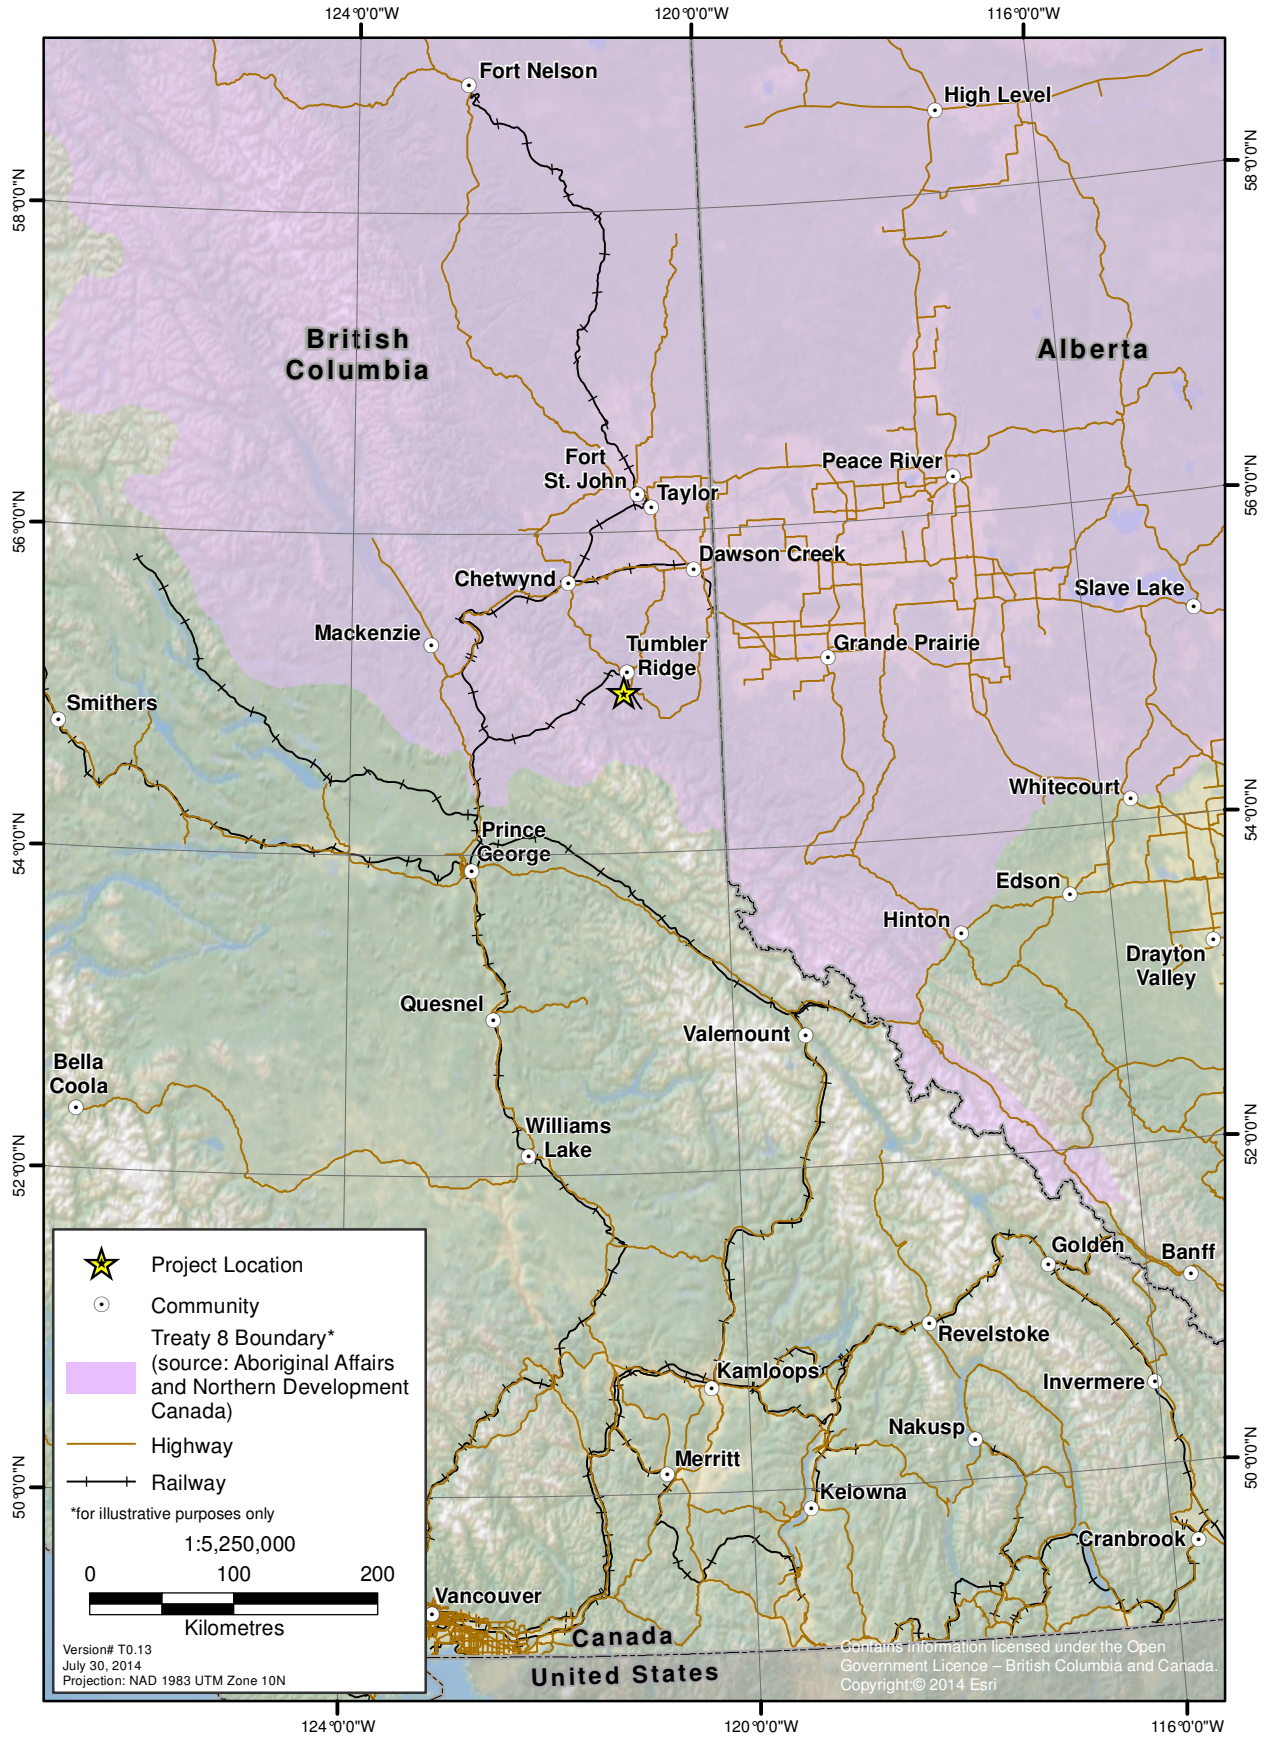 124°0'0"W
120°0'0"W
116°0'0"W
Fort Nelson
High Level
58°0'0"N
58°0'0"N
British
Columbia
Alberta
Fort
St. John
Peace River
Taylor
56°0'0"N
56°0'0"N
Dawson Creek
Chetwynd
Slave Lake
Mackenzie
Tumbler
Ridge
Grande Prairie
Smithers
Whitecourt
54°0'0"N
54°0'0"N
Prince
George
Edson
Hinton
Drayton
Valley
Quesnel
Valemount
Bella
Coola
Williams
Lake
52°0'0"N
52°0'0"N
Golden
Banff
Revelstoke
Kamloops
Invermere
Nakusp
Merritt
Kelowna
50°0'0"N
50°0'0"N
Cranbrook
Vancouver
Canada
United States
Project Location
Community
Treaty 8 Boundary*
(source: Aboriginal Affairs
and Northern Development
Canada)
Highway
Railway
*for illustrative purposes only
1:5,250,000
0 100 200
Kilometres
Version# T0.13
July 30, 2014
Projection: NAD 1983 UTM Zone 10N
Contains information licensed under the Open
Government Licence – British Columbia and Canada.
Copyright:© 2014 Esri
124°0'0"W
120°0'0"W
116°0'0"W